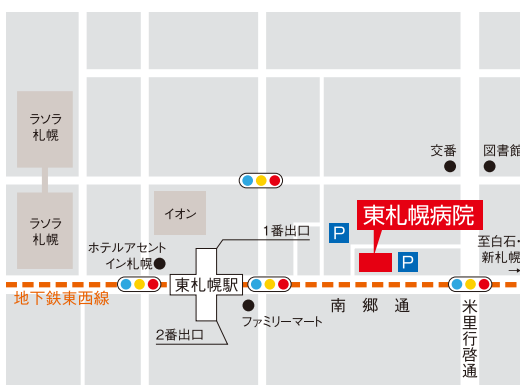 ラソラ
札幌
交番
図書館
東札幌病院
イオン
ラソラ
札幌
1番出口
P
至白石・
新札幌
→
ホテルアセント
イン札幌
P
東札幌駅
地下鉄東西線
南郷通
米里行啓通
ファミリーマート
2番出口